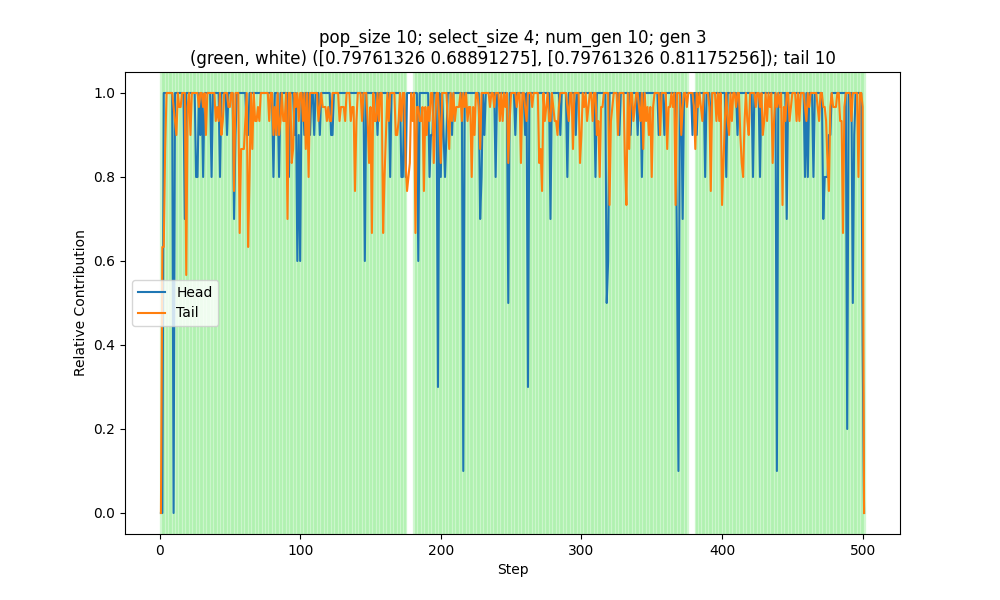 pop_size 10; select_size 4; num_gen 10; gen 3
(green, white) ([0.79761326 0.68891275], [0.79761326 0.81175256]); tail 10
1.0
0.8
0.6
0.4
0.2
0.0
Relative Contribution
Head
Tail
0
100
200
300
400
500
Step